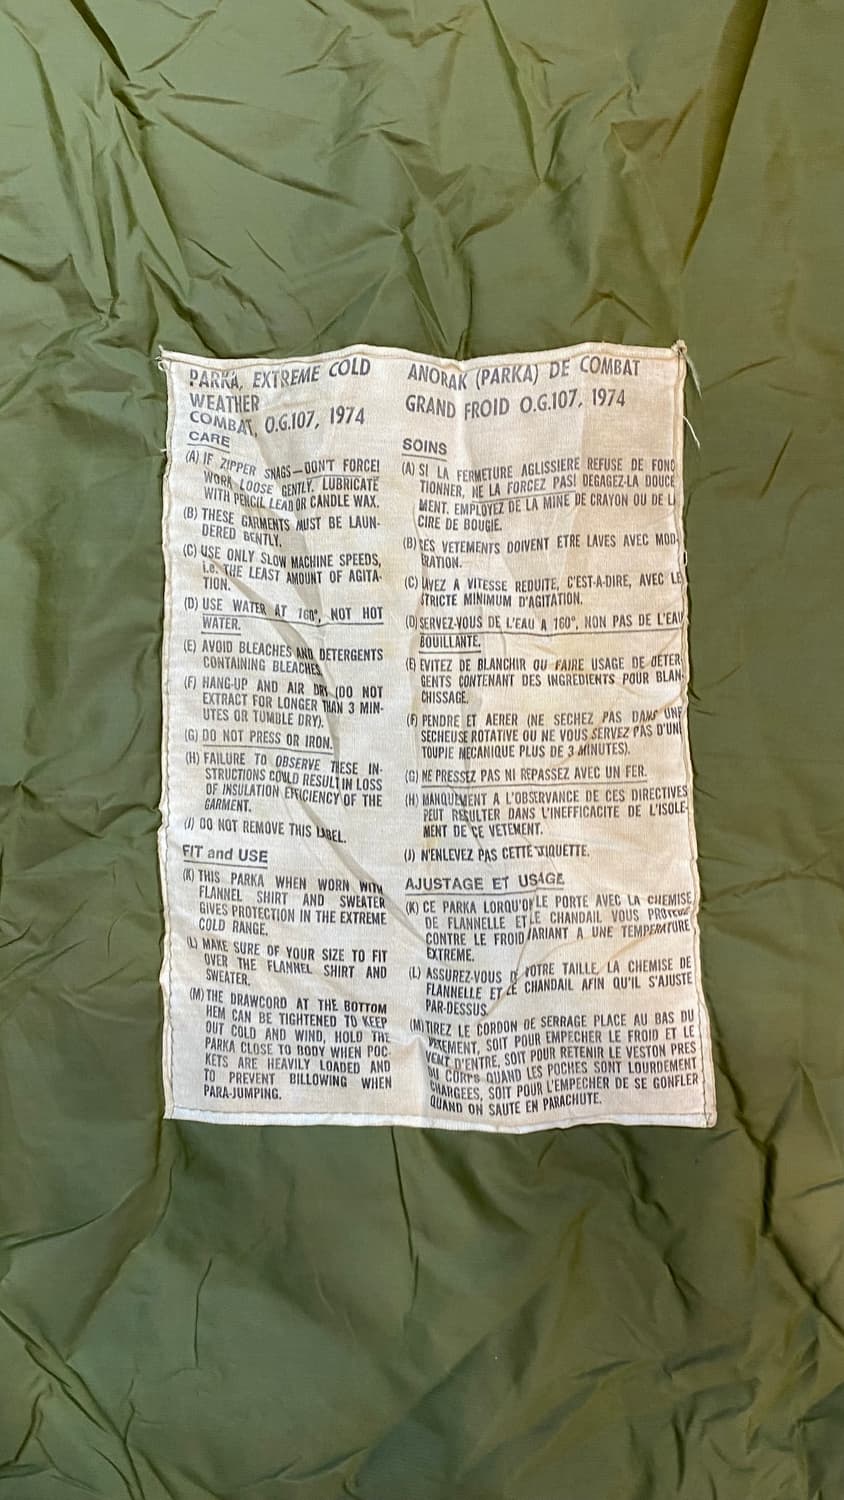 PARKA, EXTREME COLD
WEATHER
COMBAT, O.G.107, 1974
CARE
(A) IF ZIPPER SNAGS—DON'T FORCE!
WORK LOOSE GENTLY. LUBRICATE
WITH PENCIL LEAD OR CANDLE WAX.
(B) THESE GARMENTS MUST BE LAUN-
DERED GENTLY.
(C) USE ONLY SLOW MACHINE SPEEDS,
i.e. THE LEAST AMOUNT OF AGITA-
TION.
(D) USE WATER AT 160°, NOT HOT
WATER.
(E) AVOID BLEACHES AND DETERGENTS
CONTAINING BLEACHES
(F) HANG-UP AND AIR DRY (DO NOT
EXTRACT FOR LONGER THAN 3 MIN-
UTES OR TUMBLE DRY).
(G) DO NOT PRESS OR IRON.
(H) FAILURE TO OBSERVE THESE IN-
STRUCTIONS COULD RESULT IN LOSS
OF INSULATION EFFICIENCY OF THE
GARMENT.
(J) DO NOT REMOVE THIS LABEL.
FIT and USE
(K) THIS PARKA WHEN WORN WITH
FLANNEL SHIRT AND SWEATER
GIVES PROTECTION IN THE EXTREME
COLD RANGE.
(L) MAKE SURE OF YOUR SIZE TO FIT
OVER THE FLANNEL SHIRT AND
SWEATER.
(M) THE DRAWCORD AT THE BOTTOM
HEM CAN BE TIGHTENED TO KEEP
OUT COLD AND WIND, HOLD THE
PARKA CLOSE TO BODY WHEN POC-
KETS ARE HEAVILY LOADED AND
TO PREVENT BILLOWING WHEN
PARA-JUMPING.
ANORAK (PARKA) DE COMBAT
GRAND FROID O.G.107, 1974
SOINS
(A) SI LA FERMETURE AGLISSIERE REFUSE DE FONC
TIONNER, NE LA FORCEZ PAS! DEGAGEZ-LA DOUCE
MENT. EMPLOYEZ DE LA MINE DE CRAYON OU DE LA
CIRE DE BOUGIE.
(B) CES VETEMENTS DOIVENT ETRE LAVES AVEC MOD-
ERATION.
(C) LAVEZ A VITESSE REDUITE, C'EST-A-DIRE, AVEC LE
STRICTE MINIMUM D'AGITATION.
(D) SERVEZ-VOUS DE L'EAU A 160°, NON PAS DE L'EAU
BOUILLANTE.
(E) EVITEZ DE BLANCHIR OU FAIRE USAGE DE DETER-
GENTS CONTENANT DES INGREDIENTS POUR BLAN-
CHISSAGE.
(F) PENDRE ET AERER (NE SECHEZ PAS DANS UNE
SECHEUSE ROTATIVE OU NE VOUS SERVEZ PAS D'UNE
TOUPIE MECANIQUE PLUS DE 3 MINUTES).
(G) NE PRESSEZ PAS NI REPASSEZ AVEC UN FER.
(H) MANQUEMENT A L'OBSERVANCE DE CES DIRECTIVES
PEUT RESULTER DANS L'INEFFICACITE DE L'ISOLE-
MENT DE CE VETEMENT.
(J) N'ENLEVEZ PAS CETTE ETIQUETTE.
AJUSTAGE ET USAGE
(K) CE PARKA LORQU'ON LE PORTE AVEC LA CHEMISE
DE FLANNELLE ET LE CHANDAIL VOUS PROTEGE
CONTRE LE FROID VARIANT A UNE TEMPERATURE
EXTREME.
(L) ASSUREZ-VOUS DE VOTRE TAILLE, LA CHEMISE DE
FLANNELLE ET LE CHANDAIL AFIN QU'IL S'AJUSTE
PAR-DESSUS
(M) TIREZ LE CORDON DE SERRAGE PLACE AU BAS DU
VETEMENT, SOIT POUR EMPECHER LE FROID ET LE
VENT D'ENTRE, SOIT POUR RETENIR LE VESTON PRES
DU CORPS QUAND LES POCHES SONT LOURDEMENT
CHARGEES, SOIT POUR L'EMPECHER DE SE GONFLER
QUAND ON SAUTE EN PARACHUTE.